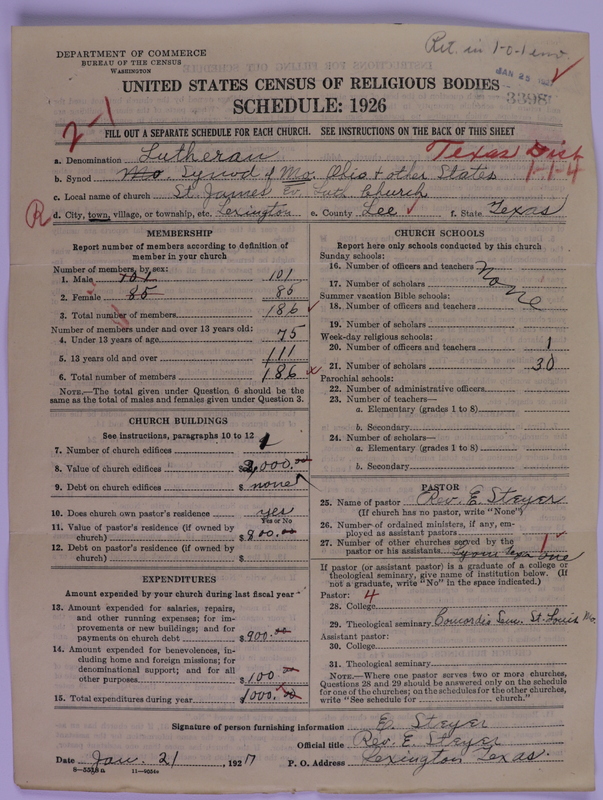 DEPARTMENT OF COMMERCE
BUREAU OF THE CENSUS
WASHINGTON
Ret. in 1-0-1 env.
JAN 25 1927
3398
UNITED STATES CENSUS OF RELIGIOUS BODIES
SCHEDULE: 1926
2-1
FILL OUT A SEPARATE SCHEDULE FOR EACH CHURCH. SEE INSTRUCTIONS ON THE BACK OF THIS SHEET
a. Denomination Lutheran
Texas Dist
b. Synod Mo. Synod of Mo. Ohio & other States
1-1-4
c. Local name of church St. James Ev. Luth Church
R
d. City, town, village, or township, etc. Lexington e. County Lee f. State Texas
MEMBERSHIP
Report number of members according to definition of
member in your church
Number of members, by sex:
1. Male 101 101
2. Female 85 85
3. Total number of members 186
Number of members under and over 13 years old:
4. Under 13 years of age 75
5. 13 years old and over 111
6. Total number of members 186
NOTE.—The total given under Question 6 should be the
same as the total of males and females given under Question 3.
CHURCH BUILDINGS
See instructions, paragraphs 10 to 12
7. Number of church edifices 1
8. Value of church edifices $2,000.00
9. Debt on church edifices $ none
10. Does church own pastor's residence yes
Yes or No
11. Value of pastor's residence (if owned by
church) $800.00
12. Debt on pastor's residence (if owned by
church) $
EXPENDITURES
Amount expended by your church during last fiscal year
13. Amount expended for salaries, repairs,
and other running expenses; for im-
provements or new buildings; and for
payments on church debt $900.00
14. Amount expended for benevolences, in-
cluding home and foreign missions; for
denominational support; and for all
other purposes $100.00
15. Total expenditures during year $1000.00
CHURCH SCHOOLS
Report here only schools conducted by this church
Sunday schools:
16. Number of officers and teachers None
17. Number of scholars
Summer vacation Bible schools:
18. Number of officers and teachers
19. Number of scholars
Week-day religious schools:
20. Number of officers and teachers 1
21. Number of scholars 30
Parochial schools:
22. Number of administrative officers
23. Number of teachers—
a. Elementary (grades 1 to 8)
b. Secondary
24. Number of scholars—
a. Elementary (grades 1 to 8)
b. Secondary
PASTOR
25. Name of pastor Rev. E. Steyer
(If church has no pastor, write "None")
26. Number of ordained ministers, if any, em-
ployed as assistant pastors
27. Number of other churches served by the
pastor or his assistants Lyons Texas one 1
If pastor (or assistant pastor) is a graduate of a college or
theological seminary, give name of institution below. (If
not a graduate, write "No" in the space indicated.)
Pastor: 4
28. College
29. Theological seminary Concordia Sem. St. Louis Mo.
Assistant pastor:
30. College
31. Theological seminary
NOTE.—Where one pastor serves two or more churches,
Questions 28 and 29 should be answered only on the schedule
for one of the churches; on the schedules for the other churches,
write "See schedule for church."
Signature of person furnishing information E. Steyer
Official title Rev. E. Steyer
Date Jan. 21, 1927 P. O. Address Lexington Texas.
8—5518a 11—9034a